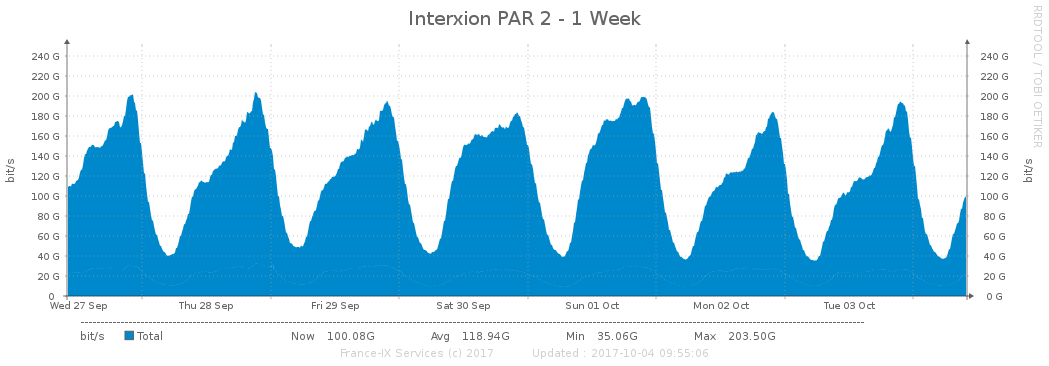 Interxion PAR 2 - 1 Week
RRDTOOL / TOBI OETIKER
bit/s
bit/s
240 G 240 G
220 G 220 G
200 G 200 G
180 G 180 G
160 G 160 G
140 G 140 G
120 G 120 G
100 G 100 G
80 G 80 G
60 G 60 G
40 G 40 G
20 G 20 G
0 0 G
Wed 27 Sep Thu 28 Sep Fri 29 Sep Sat 30 Sep Sun 01 Oct Mon 02 Oct Tue 03 Oct
bit/s Total Now 100.08G Avg 118.94G Min 35.06G Max 203.50G
France-IX Services (c) 2017 Updated : 2017-10-04 09:55:06